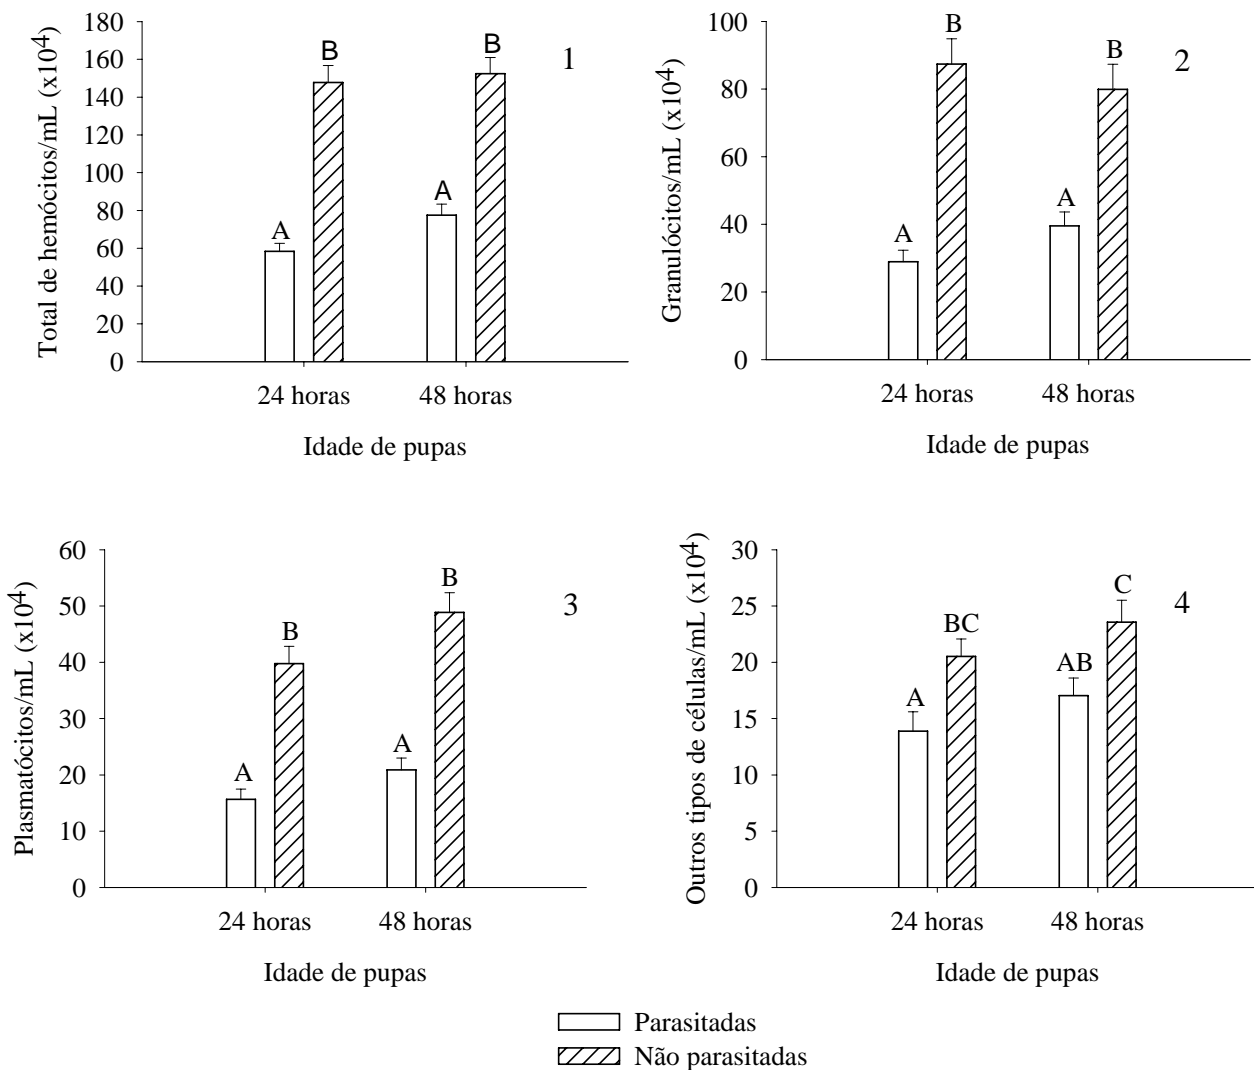 Total de hemócitos/mL (x10⁴)
180
160
140
120
100
80
60
40
20
0
A
B
A
B
1
24 horas
48 horas
Idade de pupas
Granulócitos/mL (x10⁴)
100
80
60
40
20
0
A
B
A
B
2
24 horas
48 horas
Idade de pupas
Plasmatócitos/mL (x10⁴)
60
50
40
30
20
10
0
A
B
A
B
3
24 horas
48 horas
Idade de pupas
Outros tipos de células/mL (x10⁴)
30
25
20
15
10
5
0
A
BC
AB
C
4
24 horas
48 horas
Idade de pupas
Parasitadas
Não parasitadas